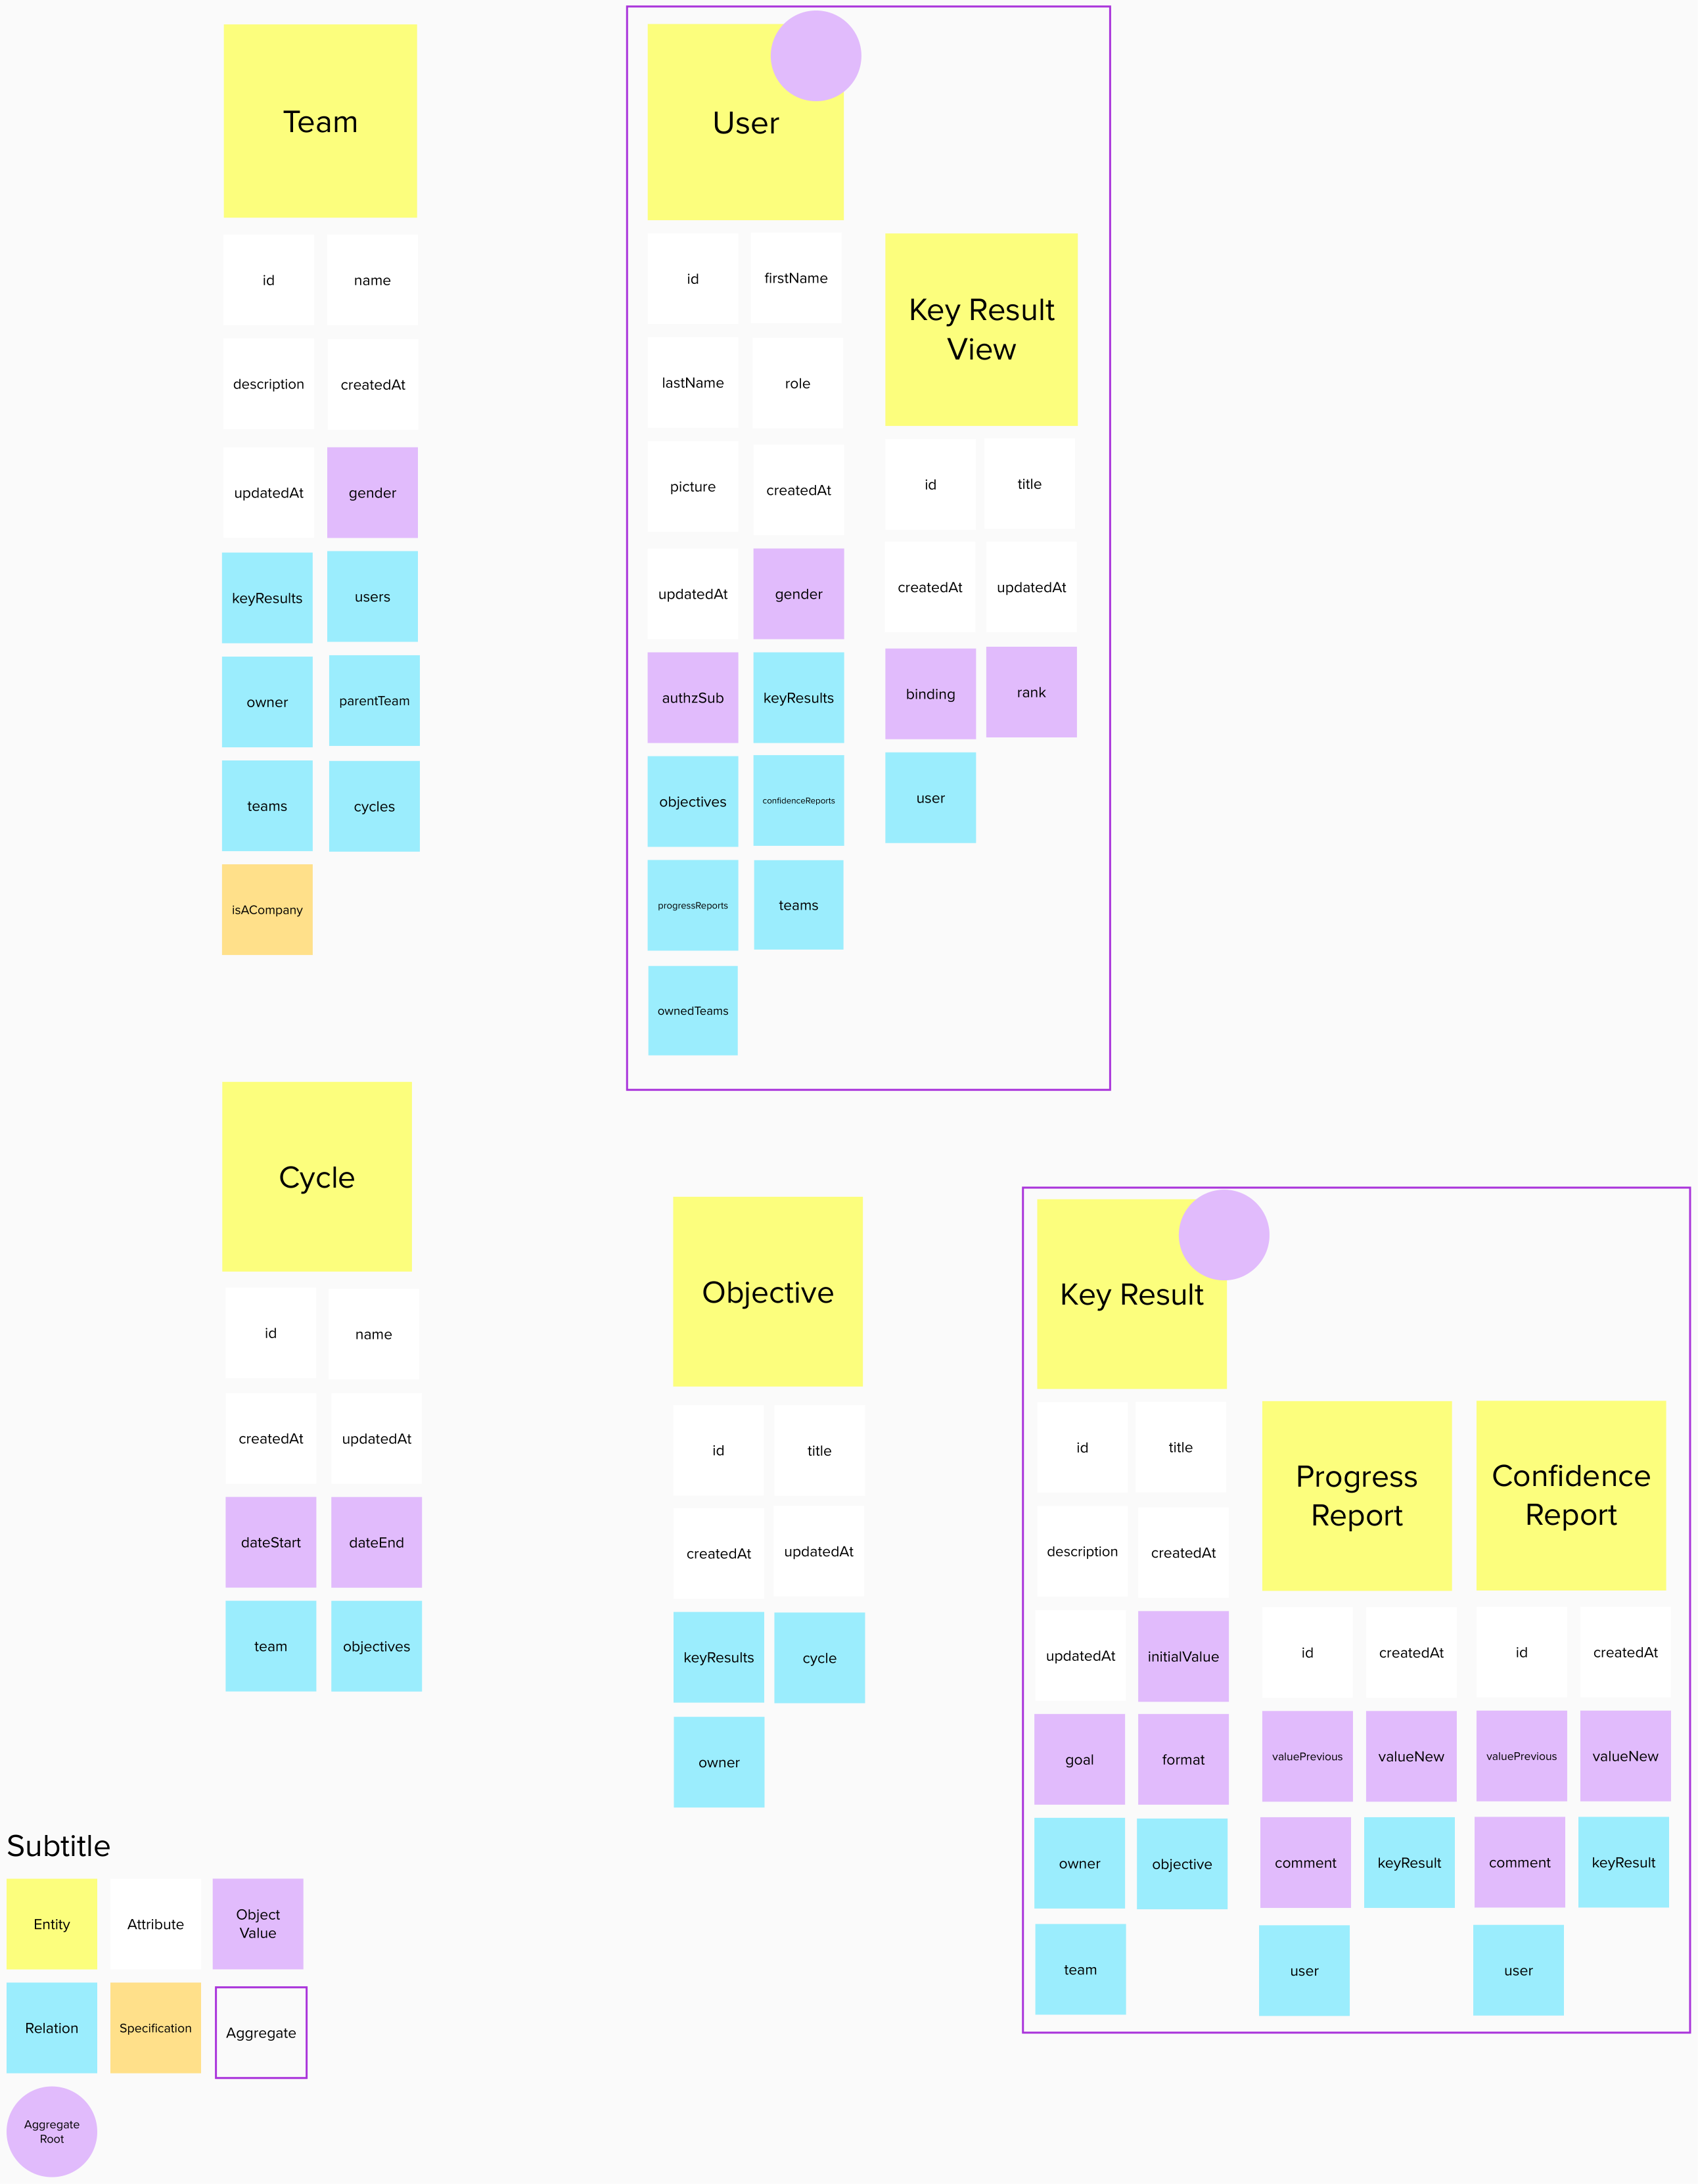 Team
id
name
description
createdAt
updatedAt
gender
keyResults
users
owner
parentTeam
teams
cycles
isACompany
User
id
firstName
lastName
role
picture
createdAt
updatedAt
gender
authzSub
keyResults
objectives
confidenceReports
progressReports
teams
ownedTeams
Key Result
View
id
title
createdAt
updatedAt
binding
rank
user
Cycle
id
name
createdAt
updatedAt
dateStart
dateEnd
team
objectives
Objective
id
title
createdAt
updatedAt
keyResults
cycle
owner
Key Result
id
title
description
createdAt
updatedAt
initialValue
goal
format
owner
objective
team
Progress
Report
id
createdAt
valuePrevious
valueNew
comment
keyResult
user
Confidence
Report
id
createdAt
valuePrevious
valueNew
comment
keyResult
user
Subtitle
Entity
Attribute
Object
Value
Relation
Specification
Aggregate
Aggregate
Root